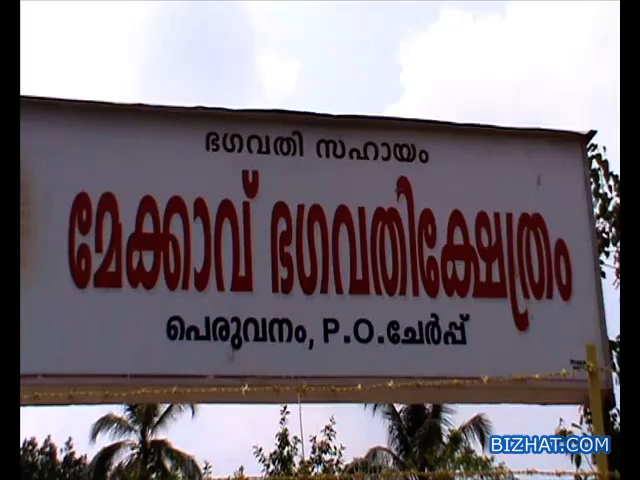 ഭഗവതി സഹായം
മേക്കാവ് ഭഗവതിക്ഷേത്രം
പെരുവനം, P.O.ചേർപ്പ്
BIZHAT.COM